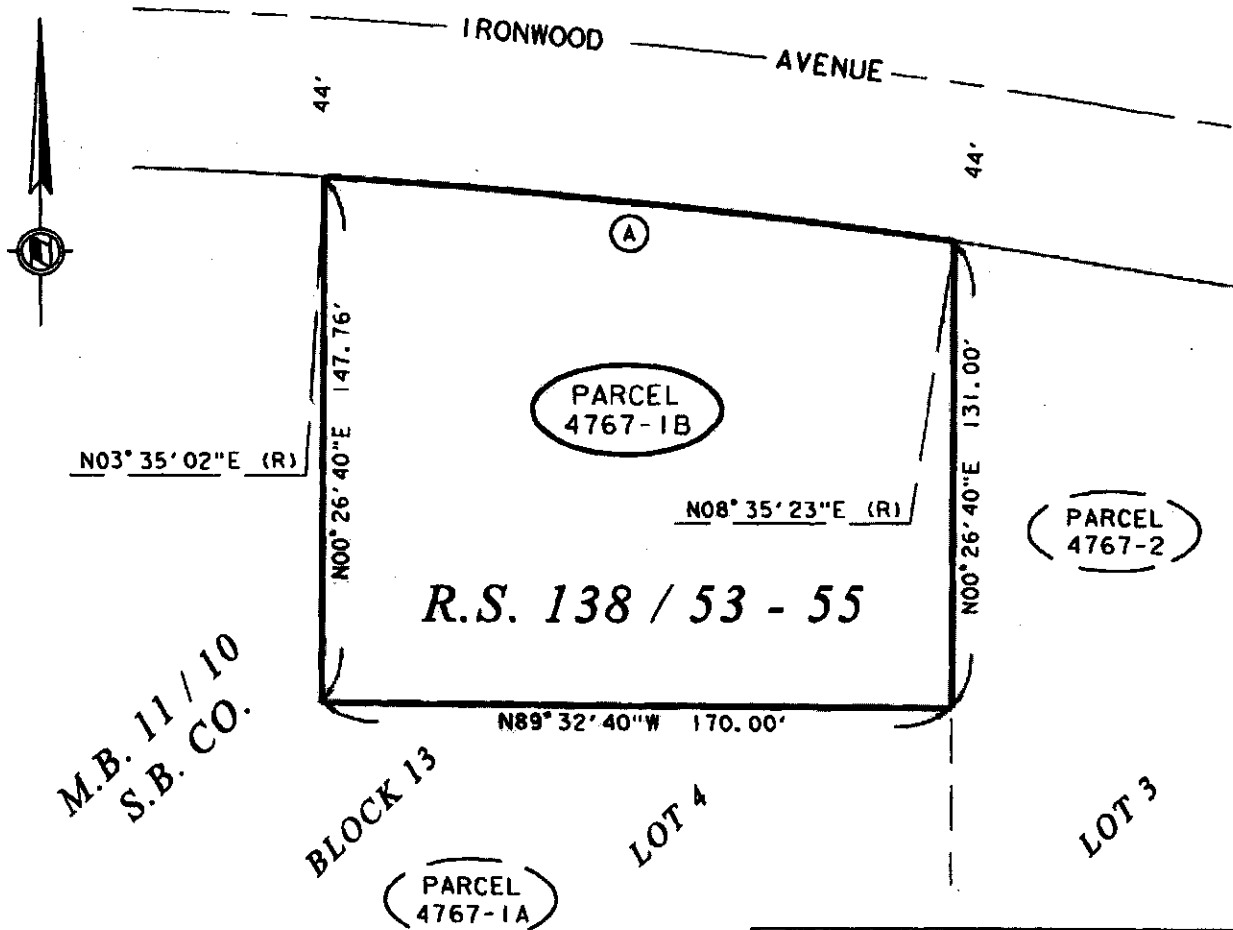 IRONWOOD AVENUE
44'
44'
A
N00°26'40"E 147.76'
PARCEL
4767-1B
N00°26'40"E 131.00'
N03°35'02"E (R)
N08°35'23"E (R)
PARCEL
4767-2
R.S. 138 / 53 - 55
M.B. 11 / 10
S.B. CO.
N89°32'40"W 170.00'
BLOCK 13
LOT 4
LOT 3
PARCEL
4767-1A